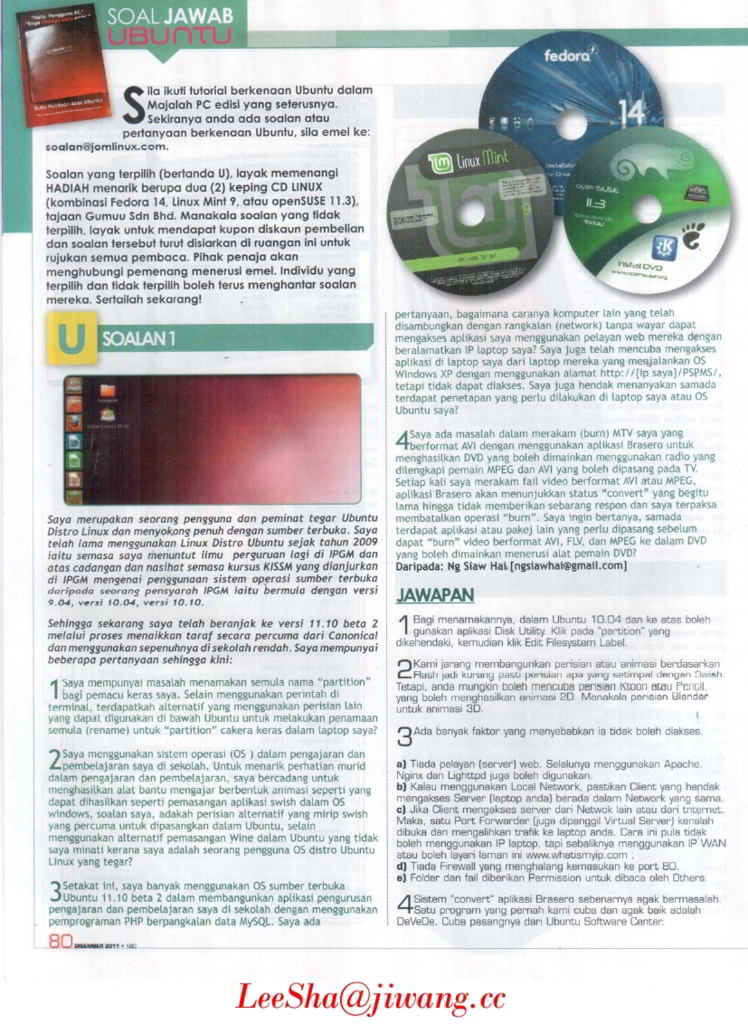 "Hello, Pengguna PC,"
SOAL JAWAB
UBUNTU
Buku Panduan Asas Ubuntu
Sila ikuti tutorial berkenaan Ubuntu dalam
Majalah PC edisi yang seterusnya.
Sekiranya anda ada soalan atau
pertanyaan berkenaan Ubuntu, sila emel ke:
soalan@jomlinux.com.
Soalan yang terpilih (bertanda U), layak memenangi
HADIAH menarik berupa dua (2) keping CD LINUX
(kombinasi Fedora 14, Linux Mint 9, atau openSUSE 11.3),
tajaan Gumuu Sdn Bhd. Manakala soalan yang tidak
terpilih, layak untuk mendapat kupon diskaun pembelian
dan soalan tersebut turut disiarkan di ruangan ini untuk
rujukan semua pembaca. Pihak penaja akan
menghubungi pemenang menerusi emel. Individu yang
terpilih dan tidak terpilih boleh terus menghantar soalan
mereka. Sertailah sekarang!
fedora
14
Linux Mint
9
openSUSE
11.3
Install DVD
U SOALAN 1
Saya merupakan seorang pengguna dan peminat tegar Ubuntu
Distro Linux dan menyokong penuh dengan sumber terbuka. Saya
telah lama menggunakan Linux Distro Ubuntu sejak tahun 2009
iaitu semasa saya menuntut ilmu perguruan lagi di IPGM dan
atas cadangan dan nasihat semasa kursus KISSM yang dianjurkan
di IPGM mengenai penggunaan sistem operasi sumber terbuka
daripada seorang pensyarah IPGM iaitu bermula dengan versi
9.04, versi 10.04, versi 10.10.
Sehingga sekarang saya telah beranjak ke versi 11.10 beta 2
melalui proses menaikkan taraf secara percuma dari Canonical
dan menggunakan sepenuhnya di sekolah rendah. Saya mempunyai
beberapa pertanyaan sehingga kini:
1 Saya mempunyai masalah menamakan semula nama "partition"
bagi pemacu keras saya. Selain menggunakan perintah di
terminal, terdapatkah alternatif yang menggunakan perisian lain
yang dapat digunakan di bawah Ubuntu untuk melakukan penamaan
semula (rename) untuk "partition" cakera keras dalam laptop saya?
2 Saya menggunakan sistem operasi (OS ) dalam pengajaran dan
pembelajaran saya di sekolah. Untuk menarik perhatian murid
dalam pengajaran dan pembelajaran, saya bercadang untuk
menghasilkan alat bantu mengajar berbentuk animasi seperti yang
dapat dihasilkan seperti pemasangan aplikasi swish dalam OS
windows, soalan saya, adakah perisian alternatif yang mirip swish
yang percuma untuk dipasangkan dalam Ubuntu, selain
menggunakan alternatif pemasangan Wine dalam Ubuntu yang tidak
saya minati kerana saya adalah seorang pengguna OS distro Ubuntu
Linux yang tegar?
3 Setakat ini, saya banyak menggunakan OS sumber terbuka
Ubuntu 11.10 beta 2 dalam membangunkan aplikasi pengurusan
pengajaran dan pembelajaran saya di sekolah dengan menggunakan
pemprograman PHP berpangkalan data MySQL. Saya ada
pertanyaan, bagaimana caranya komputer lain yang telah
disambungkan dengan rangkaian (network) tanpa wayar dapat
mengakses aplikasi saya menggunakan pelayan web mereka dengan
beralamatkan IP laptop saya? Saya juga telah mencuba mengakses
aplikasi di laptop saya dari laptop mereka yang menjalankan OS
Windows XP dengan menggunakan alamat http://[ip saya]/PSPMS/,
tetapi tidak dapat diakses. Saya juga hendak menanyakan samada
terdapat penetapan yang perlu dilakukan di laptop saya atau OS
Ubuntu saya?
4 Saya ada masalah dalam merakam (burn) MTV saya yang
berformat AVI dengan menggunakan aplikasi Brasero untuk
menghasilkan DVD yang boleh dimainkan menggunakan radio yang
dilengkapi pemain MPEG dan AVI yang boleh dipasang pada TV.
Setiap kali saya merakam fail video berformat AVI atau MPEG,
aplikasi Brasero akan menunjukkan status "convert" yang begitu
lama hingga tidak memberikan sebarang respon dan saya terpaksa
membatalkan operasi "burn". Saya ingin bertanya, samada
terdapat aplikasi atau pakej lain yang perlu dipasang sebelum
dapat "burn" video berformat AVI, FLV, dan MPEG ke dalam DVD
yang boleh dimainkan menerusi alat pemain DVD?
Daripada: Ng Siaw Hai [ngsiawhai@gmail.com]
JAWAPAN
1 Bagi menamakannya, dalam Ubuntu 10.04 dan ke atas boleh
gunakan aplikasi Disk Utility. Klik pada "partition" yang
dikehendaki, kemudian klik Edit Filesystem Label.
2 Kami jarang membangunkan perisian atau animasi berdasarkan
Flash jadi kurang pasti perisian apa yang setimpal dengan Swish.
Tetapi, anda mungkin boleh mencuba perisian Ktoon atau Pencil,
yang boleh menghasilkan animasi 2D. Manakala perisian Blender
untuk animasi 3D.
3 Ada banyak faktor yang menyebabkan ia tidak boleh diakses.
a) Tiada pelayan (server) web. Selalunya menggunakan Apache.
Nginx dan Lighttpd juga boleh digunakan.
b) Kalau menggunakan Local Network, pastikan Client yang hendak
mengakses Server (laptop anda) berada dalam Network yang sama.
c) Jika Client mengakses server dari Netwok lain atau dari Internet.
Maka, satu Port Forwarder (juga dipanggil Virtual Server) kenalah
dibuka dan mengalihkan trafik ke laptop anda. Cara ini pula tidak
boleh menggunakan IP laptop, tapi sebaliknya menggunakan IP WAN
atau boleh layari laman ini www.whatismyip.com .
d) Tiada Firewall yang menghalang kemasukan ke port 80.
e) Folder dan fail diberikan Permission untuk dibaca oleh Others.
4 Sistem "convert" aplikasi Brasero sebenarnya agak bermasalah.
Satu program yang pernah kami cuba dan agak baik adalah
DeVeDe. Cuba pasangnya dari Ubuntu Software Center.
80 DISEMBER 2011 • 180
LeeSha@jiwang.cc